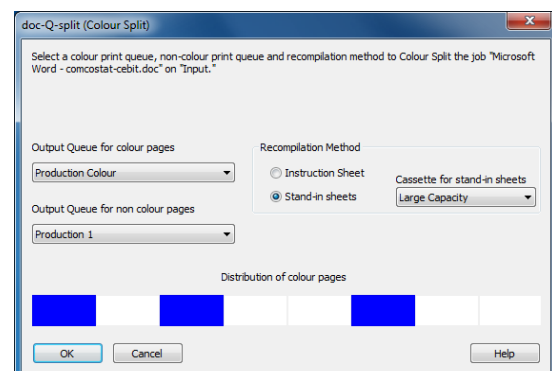 doc-Q-split (Colour Split)
Select a colour print queue, non-colour print queue and recompilation method to Colour Split the job "Microsoft
Word - comcostat-cebit.doc" on "Input."
Output Queue for colour pages
Production Colour
Output Queue for non colour pages
Production 1
Recompilation Method
Instruction Sheet
Stand-in sheets
Cassette for stand-in sheets
Large Capacity
Distribution of colour pages
OK
Cancel
Help